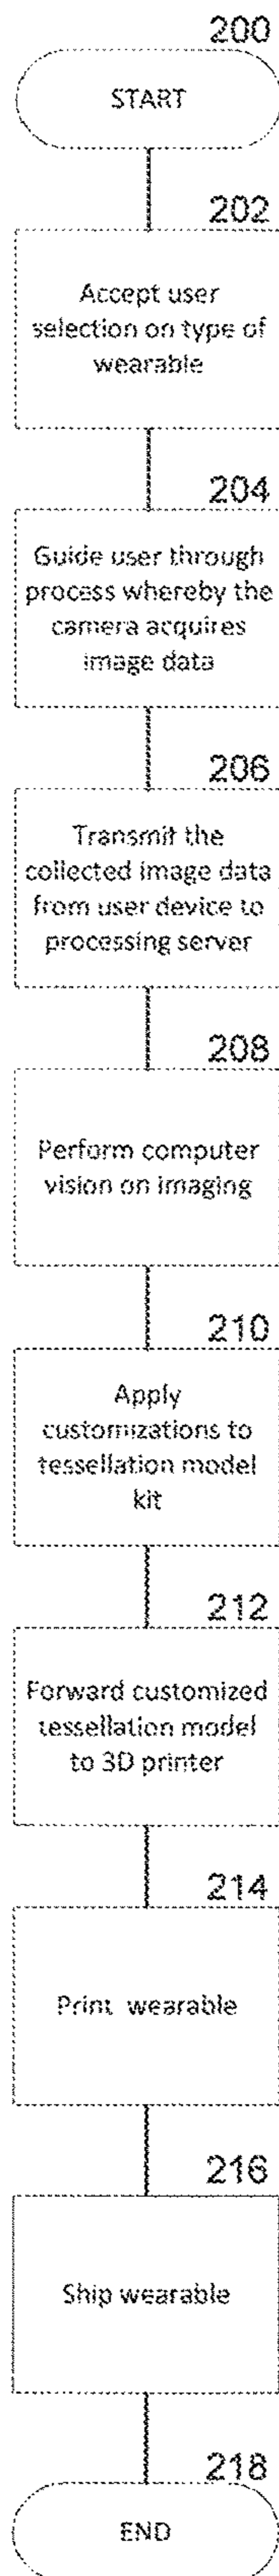 200
START
202
Accept user
selection on type of
wearable
204
Guide user through
process whereby the
camera acquires
image data
206
Transmit the
collected image data
from user device to
processing server
208
Perform computer
vision on imaging
210
Apply
customizations to
tessellation model
kit
212
Forward customized
tessellation model
to 3D printer
214
Print wearable
216
Ship wearable
218
END